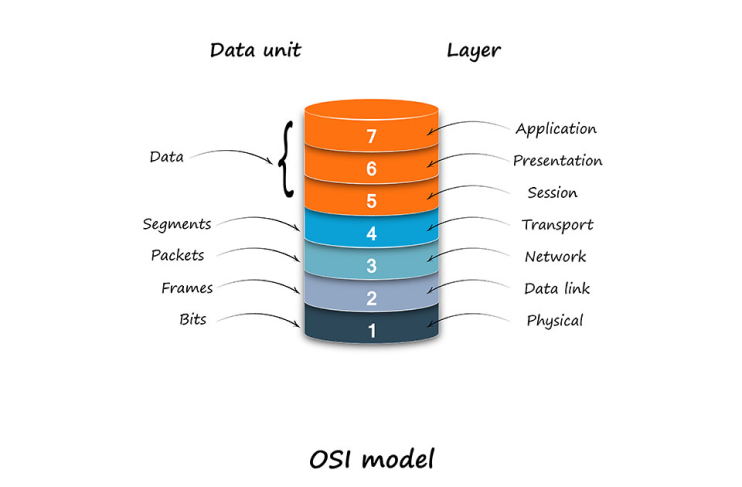 Data unit
Layer
7
Application
Data
6
Presentation
5
Session
Segments
4
Transport
Packets
3
Network
Frames
2
Data link
Bits
1
Physical
OSI model